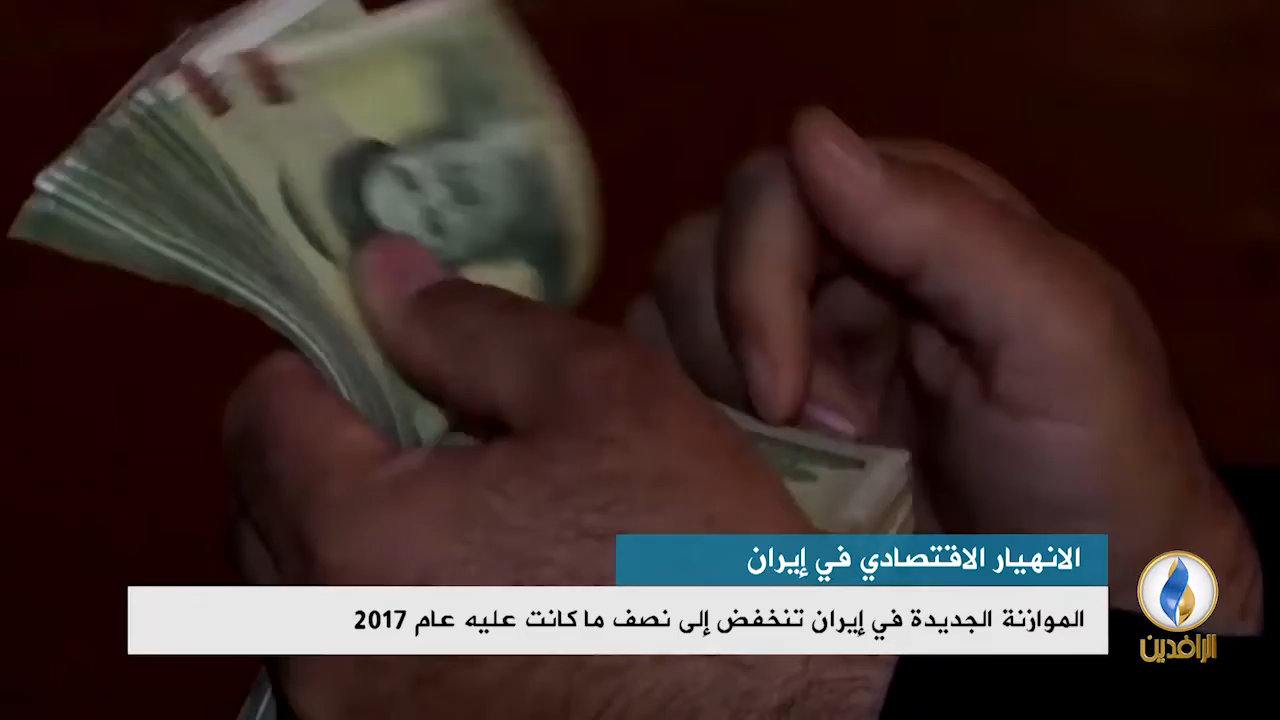 الانهيار الاقتصادي في إيران
الموازنة الجديدة في إيران تنخفض إلى نصف ما كانت عليه عام 2017
الرافدين